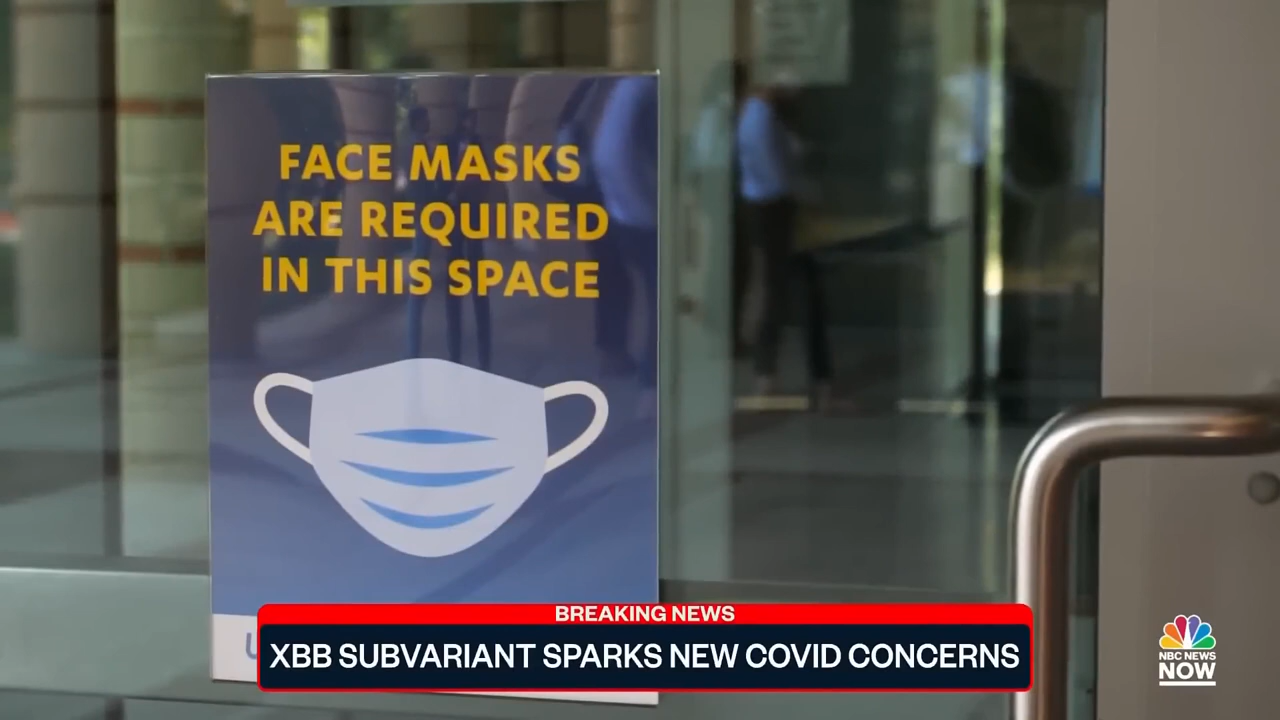 FACE MASKS
ARE REQUIRED
IN THIS SPACE
BREAKING NEWS
XBB SUBVARIANT SPARKS NEW COVID CONCERNS
NBC NEWS
NOW